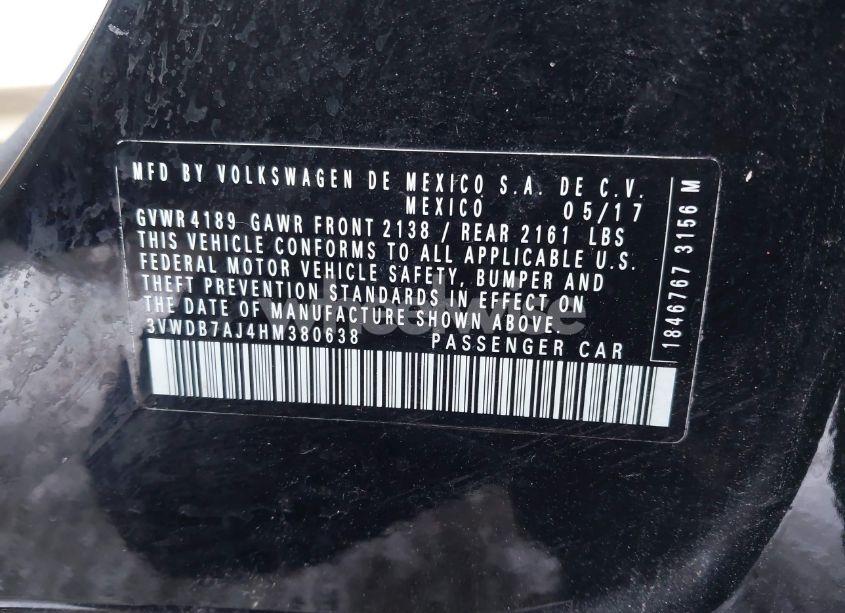 MFD BY VOLKSWAGEN DE MEXICO S.A. DE C.V.
MEXICO 05/17
GVWR 4189 GAWR FRONT 2138 / REAR 2161 LBS
THIS VEHICLE CONFORMS TO ALL APPLICABLE U.S.
FEDERAL MOTOR VEHICLE SAFETY, BUMPER AND
THEFT PREVENTION STANDARDS IN EFFECT ON
THE DATE OF MANUFACTURE SHOWN ABOVE.
3VWDB7AJ4HM380638 PASSENGER CAR
1846767 3156 M